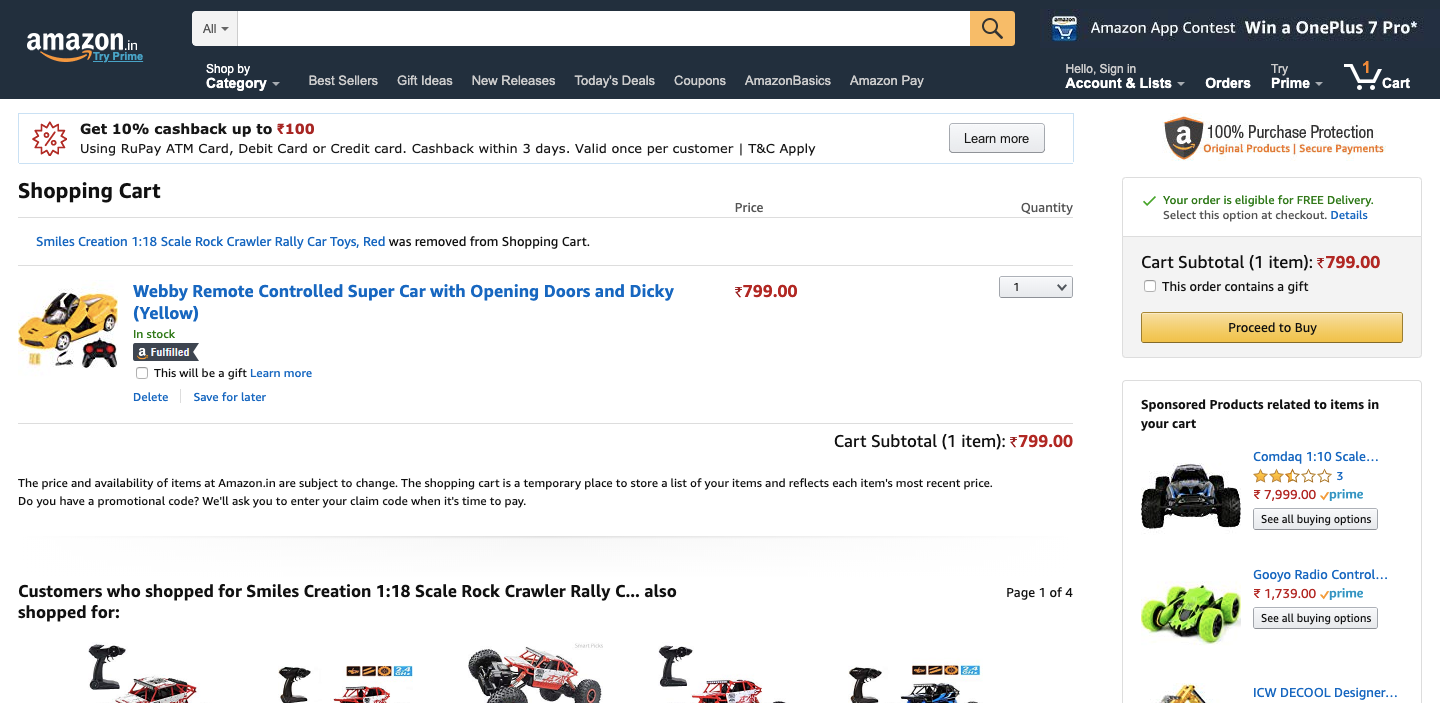 All
amazon.in
Try Prime
amazon
Amazon App Contest Win a OnePlus 7 Pro*
Shop by
Category
Best Sellers Gift Ideas New Releases Today's Deals Coupons AmazonBasics Amazon Pay
Hello, Sign in
Account & Lists
Orders
Try
Prime
1
Cart
Get 10% cashback up to ₹100
Using RuPay ATM Card, Debit Card or Credit card. Cashback within 3 days. Valid once per customer | T&C Apply
Learn more
100% Purchase Protection
Original Products | Secure Payments
Shopping Cart
Price Quantity
Smiles Creation 1:18 Scale Rock Crawler Rally Car Toys, Red was removed from Shopping Cart.
Webby Remote Controlled Super Car with Opening Doors and Dicky
(Yellow)
₹799.00
1
In stock
a Fulfilled
This will be a gift Learn more
Delete Save for later
Cart Subtotal (1 item): ₹799.00
The price and availability of items at Amazon.in are subject to change. The shopping cart is a temporary place to store a list of your items and reflects each item's most recent price.
Do you have a promotional code? We'll ask you to enter your claim code when it's time to pay.
Customers who shopped for Smiles Creation 1:18 Scale Rock Crawler Rally C... also
shopped for:
Page 1 of 4
Smart Picks
Your order is eligible for FREE Delivery.
Select this option at checkout. Details
Cart Subtotal (1 item): ₹799.00
This order contains a gift
Proceed to Buy
Sponsored Products related to items in
your cart
Comdaq 1:10 Scale...
3
₹ 7,999.00 prime
See all buying options
Gooyo Radio Control...
₹ 1,739.00 prime
See all buying options
ICW DECOOL Designer...